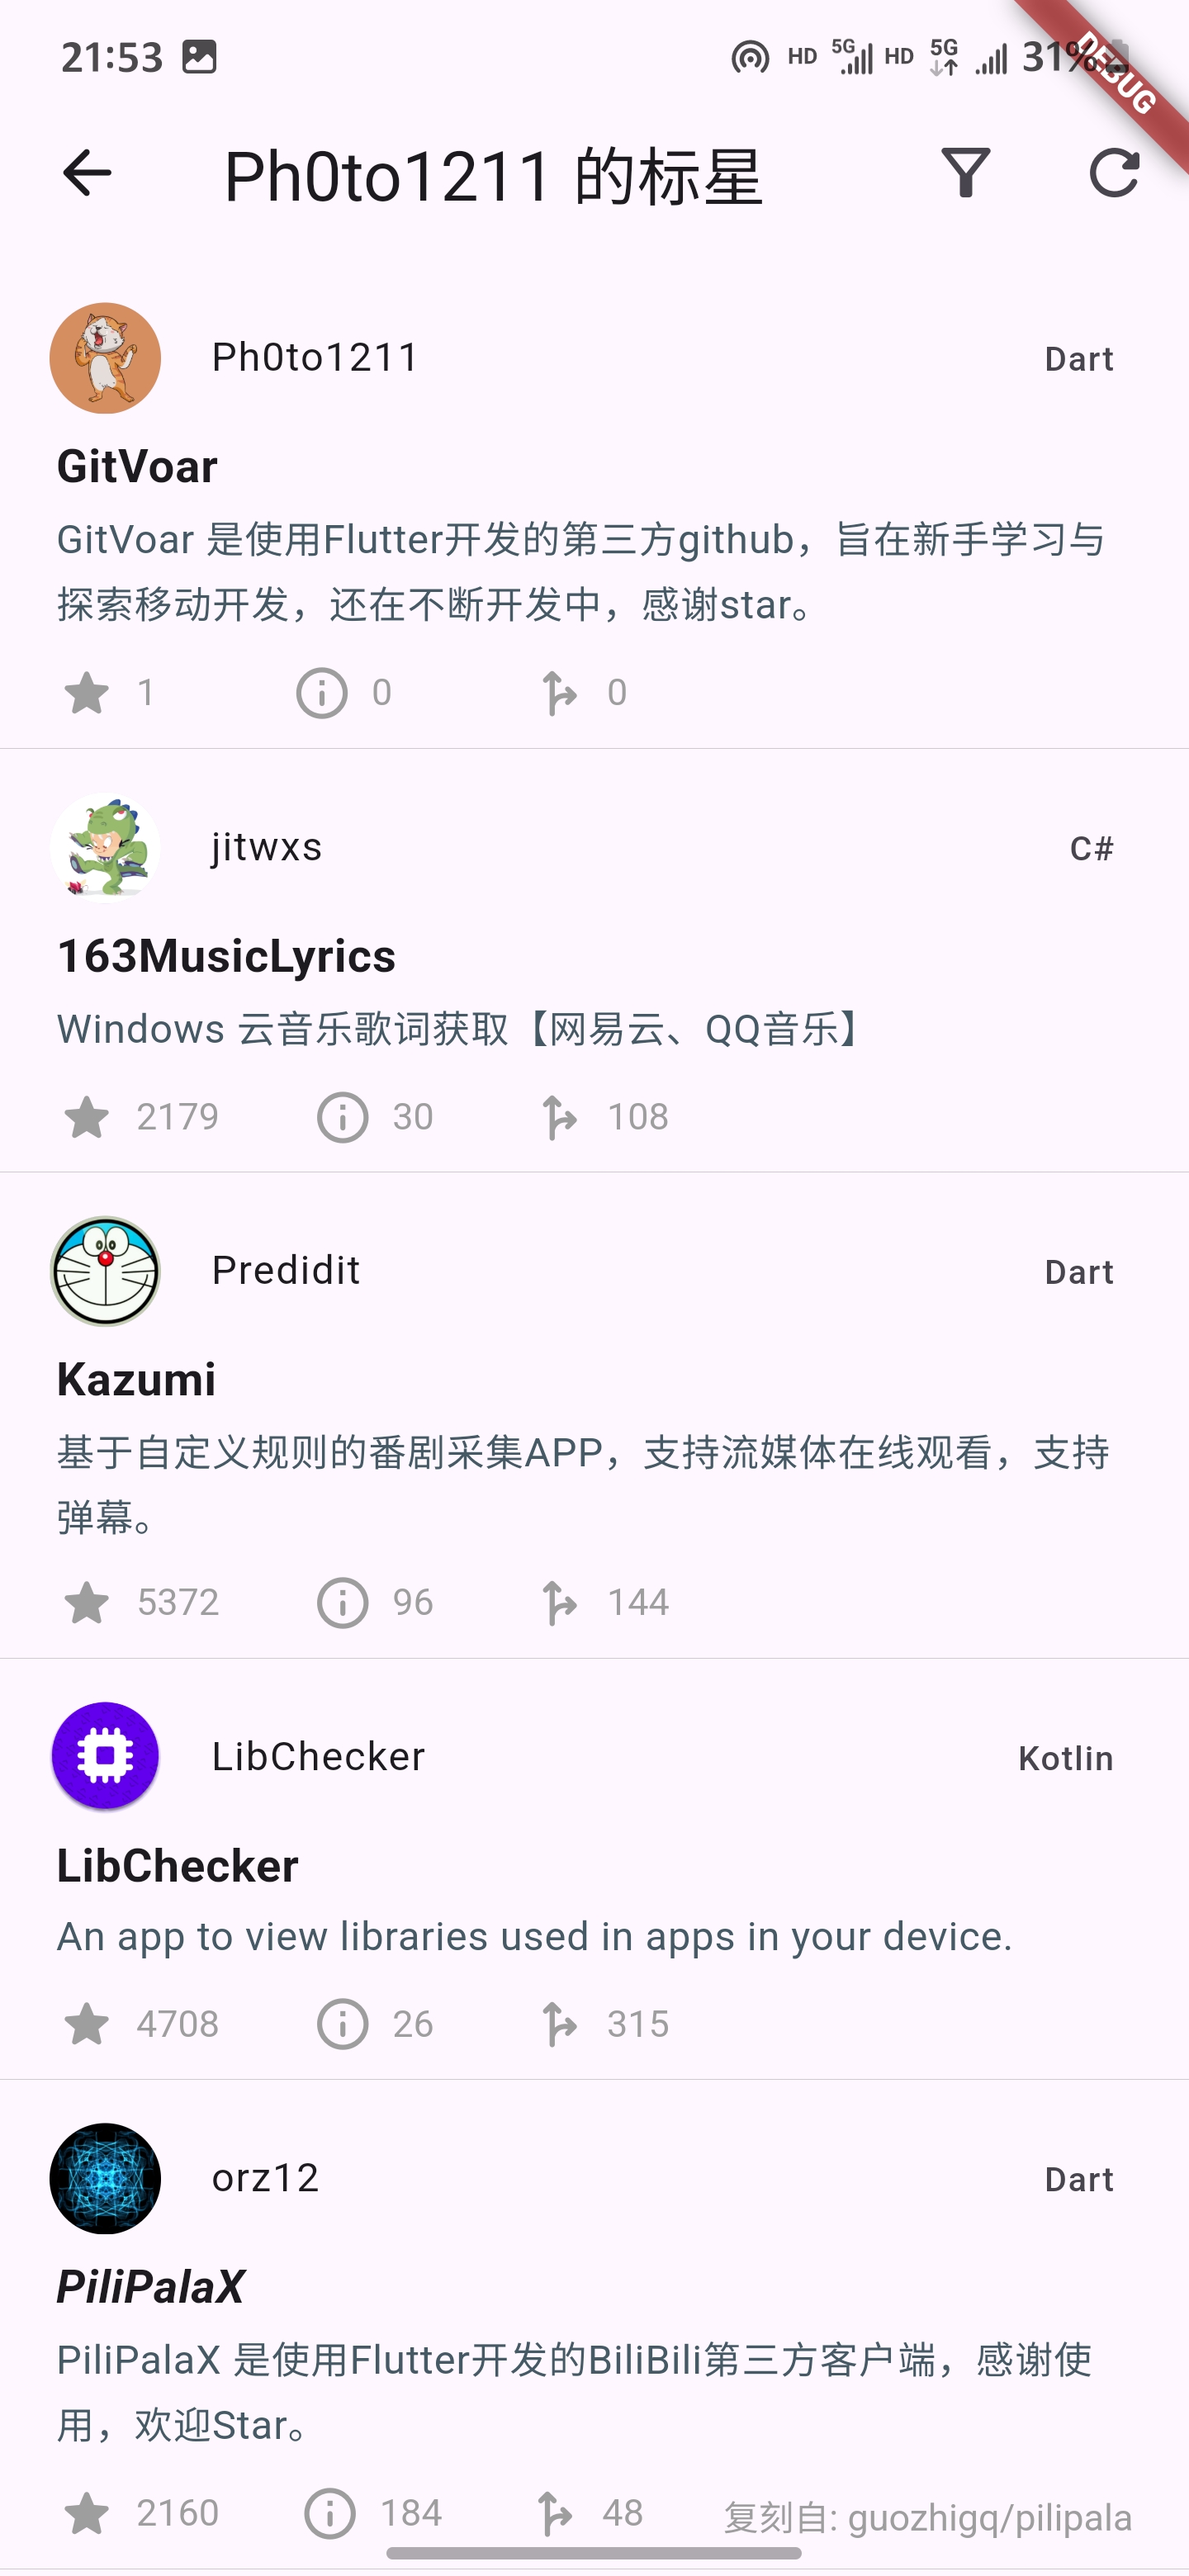 21:53 HD 5G HD 5G 31%
DEBUG
Ph0to1211 的标星
Ph0to1211 Dart
GitVoar
GitVoar 是使用Flutter开发的第三方github，旨在新手学习与
探索移动开发，还在不断开发中，感谢star。
1 0 0
jitwxs C#
163MusicLyrics
Windows 云音乐歌词获取【网易云、QQ音乐】
2179 30 108
Predidit Dart
Kazumi
基于自定义规则的番剧采集APP，支持流媒体在线观看，支持
弹幕。
5372 96 144
LibChecker Kotlin
LibChecker
An app to view libraries used in apps in your device.
4708 26 315
orz12 Dart
PiliPalaX
PiliPalaX 是使用Flutter开发的BiliBili第三方客户端，感谢使
用，欢迎Star。
2160 184 48 复刻自: guozhigq/pilipala